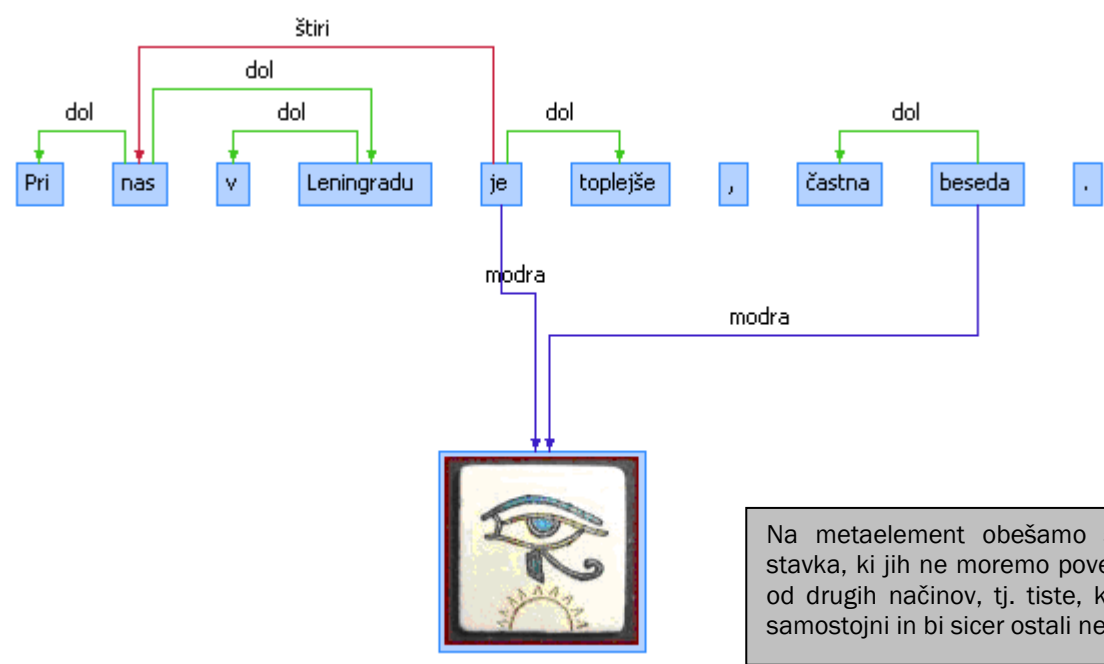 štiri
dol
dol dol dol dol
Pri nas v Leningradu je toplejše , častna beseda .
modra
modra
Na metaelement obešamo
stavka, ki jih ne moremo
od drugih načinov, tj. tiste,
samostojni in bi sicer ostali